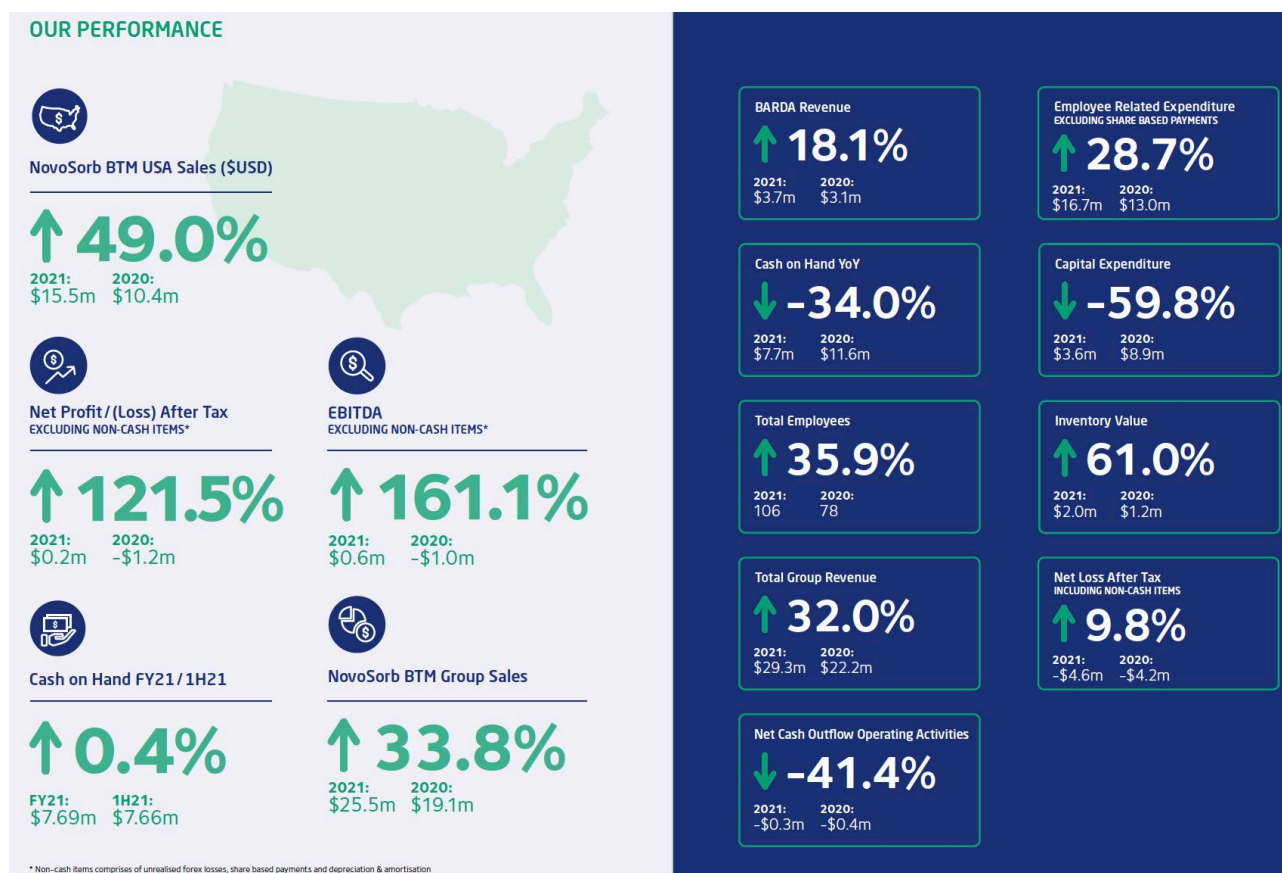 OUR PERFORMANCE
NovoSorb BTM USA Sales ($USD)
↑ 49.0%
2021: 2020:
$15.5m $10.4m
Net Profit/(Loss) After Tax
EXCLUDING NON-CASH ITEMS*
↑ 121.5%
2021: 2020:
$0.2m -$1.2m
EBITDA
EXCLUDING NON-CASH ITEMS*
↑ 161.1%
2021: 2020:
$0.6m -$1.0m
Cash on Hand FY21/1H21
↑ 0.4%
FY21: 1H21:
$7.69m $7.66m
NovoSorb BTM Group Sales
↑ 33.8%
2021: 2020:
$25.5m $19.1m
* Non-cash items comprises of unrealised forex losses, share based payments and depreciation & amortisation
BARDA Revenue
↑ 18.1%
2021: 2020:
$3.7m $3.1m
Employee Related Expenditure
EXCLUDING SHARE BASED PAYMENTS
↑ 28.7%
2021: 2020:
$16.7m $13.0m
Cash on Hand YoY
↓ -34.0%
2021: 2020:
$7.7m $11.6m
Capital Expenditure
↓ -59.8%
2021: 2020:
$3.6m $8.9m
Total Employees
↑ 35.9%
2021: 2020:
106 78
Inventory Value
↑ 61.0%
2021: 2020:
$2.0m $1.2m
Total Group Revenue
↑ 32.0%
2021: 2020:
$29.3m $22.2m
Net Loss After Tax
INCLUDING NON-CASH ITEMS
↑ 9.8%
2021: 2020:
-$4.6m -$4.2m
Net Cash Outflow Operating Activities
↓ -41.4%
2021: 2020:
-$0.3m -$0.4m